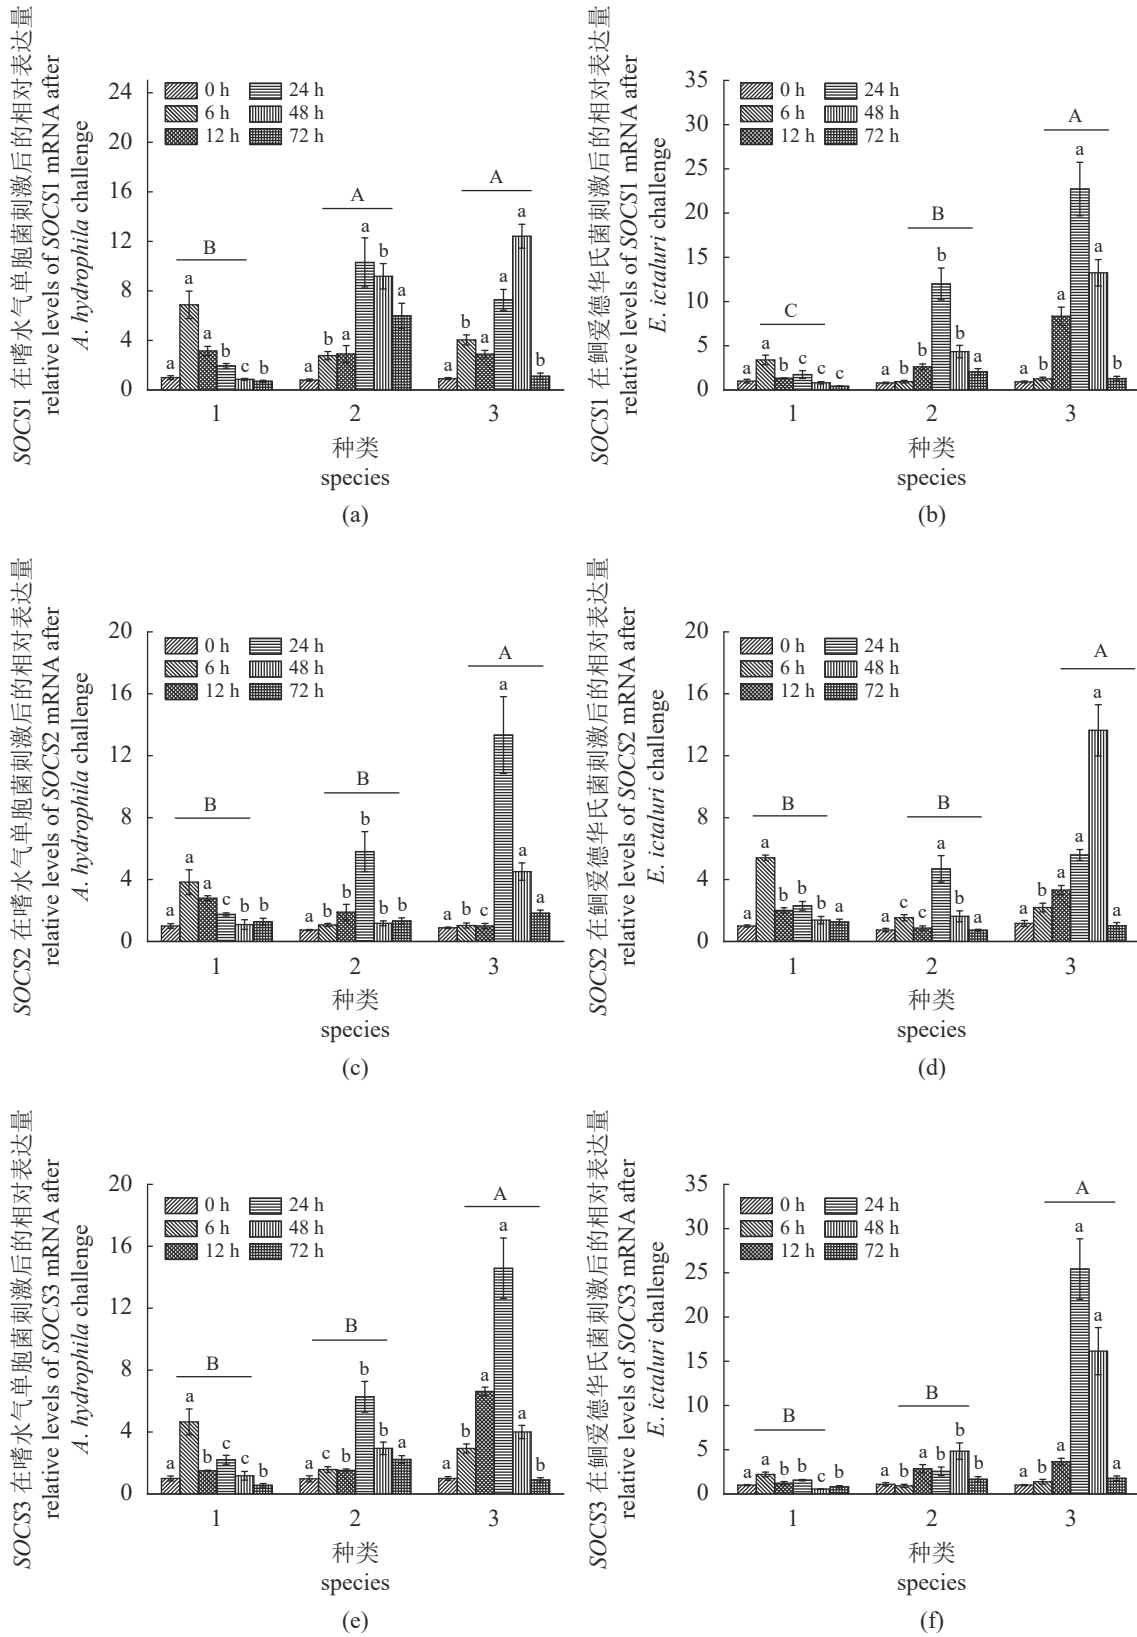 SOCS1 在嗜水气单胞菌刺激后的相对表达量
relative levels of SOCS1 mRNA after
A. hydrophila challenge
24
20
16
12
8
4
0
0 h
24 h
6 h
48 h
12 h
72 h
B
A
A
a a a b c b
a b a a b a
a b a a a b
1
2
3
种类
species
(a)
SOCS1 在鮰爱德华氏菌刺激后的相对表达量
relative levels of SOCS1 mRNA after
E. ictaluri challenge
35
30
25
20
15
10
5
0
0 h
24 h
6 h
48 h
12 h
72 h
C
B
A
a a b c c c
a a b b b a
a b a a a b
1
2
3
种类
species
(b)
SOCS2 在嗜水气单胞菌刺激后的相对表达量
relative levels of SOCS2 mRNA after
A. hydrophila challenge
20
16
12
8
4
0
0 h
24 h
6 h
48 h
12 h
72 h
B
B
A
a a a c b b
a b b b b b
a b c a a a
1
2
3
种类
species
(c)
SOCS2 在鮰爱德华氏菌刺激后的相对表达量
relative levels of SOCS2 mRNA after
E. ictaluri challenge
20
16
12
8
4
0
0 h
24 h
6 h
48 h
12 h
72 h
B
B
A
a a b b b a
a c c a b a
a b a a a a
1
2
3
种类
species
(d)
SOCS3 在嗜水气单胞菌刺激后的相对表达量
relative levels of SOCS3 mRNA after
A. hydrophila challenge
20
16
12
8
4
0
0 h
24 h
6 h
48 h
12 h
72 h
B
B
A
a a b c c b
a c b b b a
a b a a a b
1
2
3
种类
species
(e)
SOCS3 在鮰爱德华氏菌刺激后的相对表达量
relative levels of SOCS3 mRNA after
E. ictaluri challenge
35
30
25
20
15
10
5
0
0 h
24 h
6 h
48 h
12 h
72 h
B
B
A
a a b b c b
a b a b b a
a b a a a a
1
2
3
种类
species
(f)